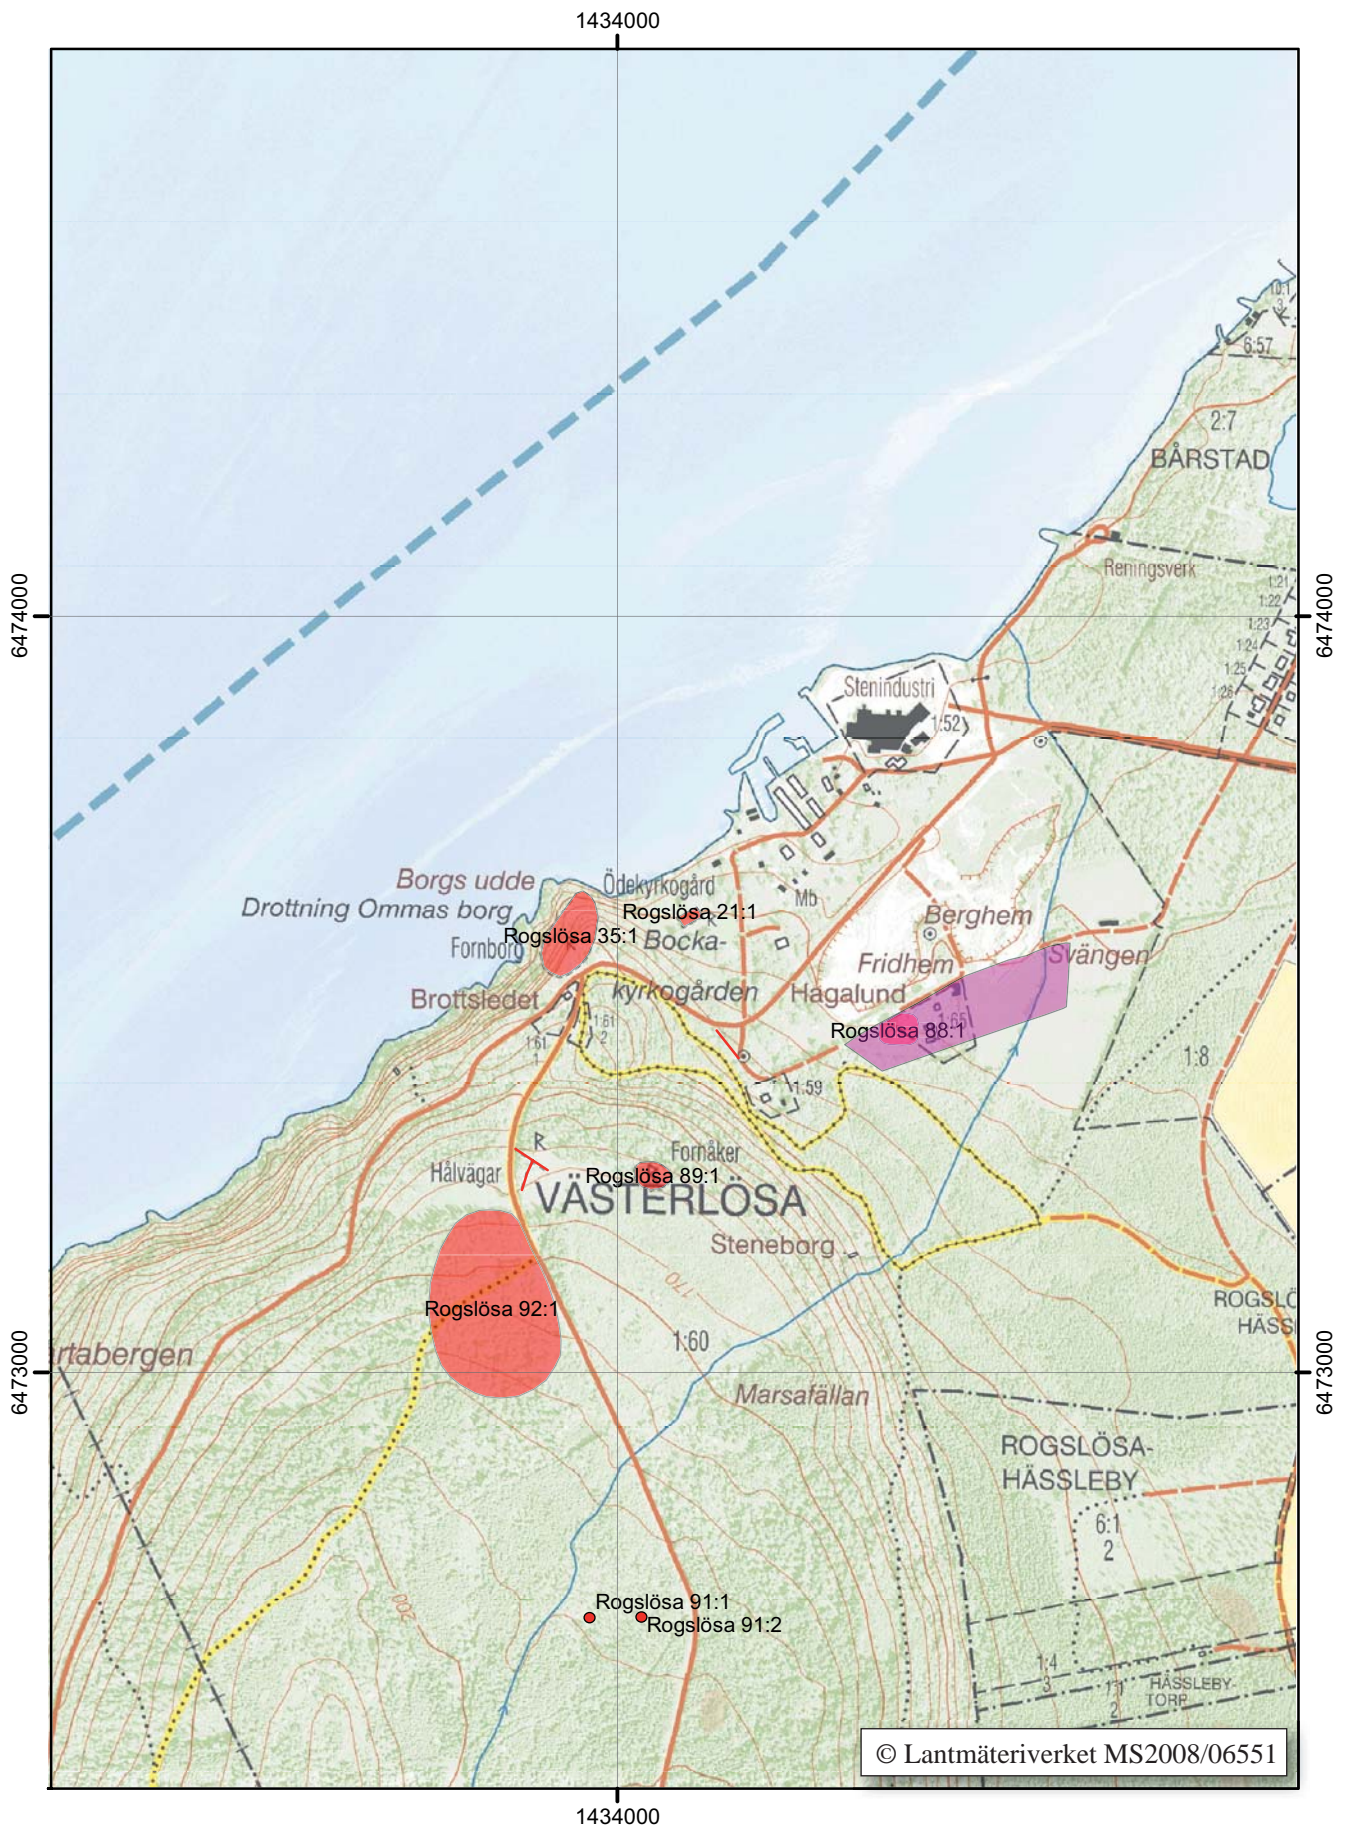 1434000
10:1
3
6:57
2:7
BÅRSTAD
Reningsverk
6474000
6474000
1:21
1:22
1:23
1:24
1:25
1:26
Stenindustri
1:52
Borgs udde
Drottning Ommas borg
Ödekyrkogård
Rogslösa 21:1
R
Mb
Berghem
Rogslösa 35:1
Fornborg
Bocka-
kyrkogården
Fridhem
Svängen
Brottsledet
Hagalund
1:61
2
1:61
1
1:65
Rogslösa 88:1
1:8
1:59
R
Fornåker
Hålvägar
Rogslösa 89:1
VÄSTERLÖSA
Steneborg
170
Rogslösa 92:1
1:60
ROGSLÖ
HÄSS
rtabergen
6473000
6473000
Marsafällan
ROGSLÖSA-
HÄSSLEBY
6:1
2
200
Rogslösa 91:1
Rogslösa 91:2
1:4
3
1:1
2
HÄSSLEBY-
TORP
© Lantmäteriverket MS2008/06551
1434000